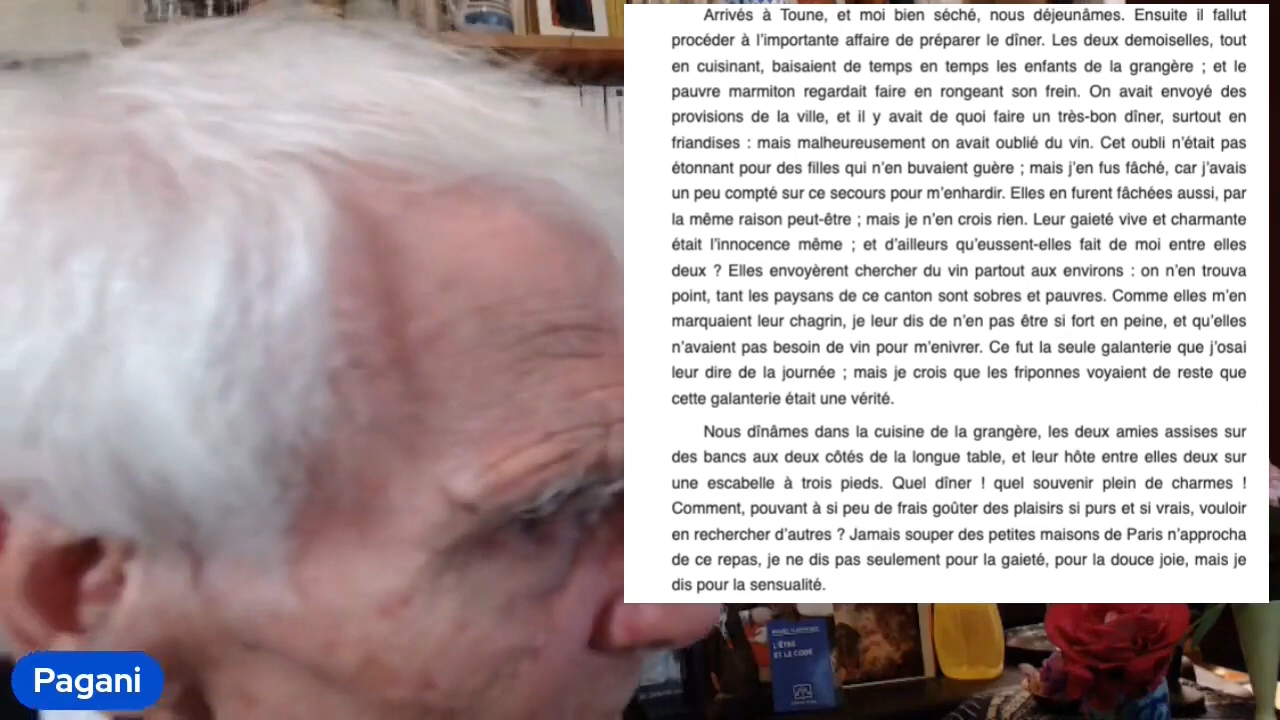 Arrivés à Toune, et moi bien séché, nous déjeunâmes. Ensuite il fallut
procéder à l’importante affaire de préparer le dîner. Les deux demoiselles, tout
en cuisinant, baisaient de temps en temps les enfants de la grangère ; et le
pauvre marmiton regardait faire en rongeant son frein. On avait envoyé des
provisions de la ville, et il y avait de quoi faire un très-bon dîner, surtout en
friandises : mais malheureusement on avait oublié du vin. Cet oubli n’était pas
étonnant pour des filles qui n’en buvaient guère ; mais j’en fus fâché, car j’avais
un peu compté sur ce secours pour m’enhardir. Elles en furent fâchées aussi, par
la même raison peut-être ; mais je n’en crois rien. Leur gaieté vive et charmante
était l’innocence même ; et d’ailleurs qu’eussent-elles fait de moi entre elles
deux ? Elles envoyèrent chercher du vin partout aux environs : on n’en trouva
point, tant les paysans de ce canton sont sobres et pauvres. Comme elles m’en
marquaient leur chagrin, je leur dis de n’en pas être si fort en peine, et qu’elles
n’avaient pas besoin de vin pour m’enivrer. Ce fut la seule galanterie que j’osai
leur dire de la journée ; mais je crois que les friponnes voyaient de reste que
cette galanterie était une vérité.
Nous dînâmes dans la cuisine de la grangère, les deux amies assises sur
des bancs aux deux côtés de la longue table, et leur hôte entre elles deux sur
une escabelle à trois pieds. Quel dîner ! quel souvenir plein de charmes !
Comment, pouvant à si peu de frais goûter des plaisirs si purs et si vrais, vouloir
en rechercher d’autres ? Jamais souper des petites maisons de Paris n’approcha
de ce repas, je ne dis pas seulement pour la gaieté, pour la douce joie, mais je
dis pour la sensualité.
L'ÊTRE
ET LE CODE
Pagani